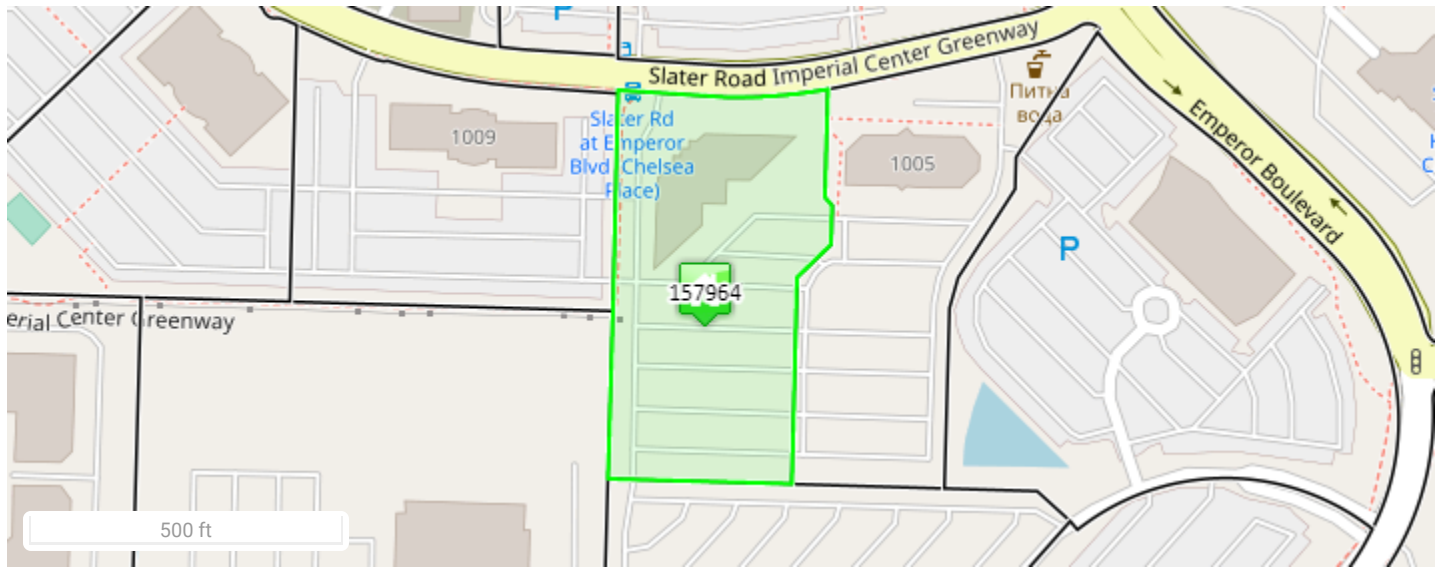 P
Slater Road Imperial Center Greenway
Питна
вода
1009
Slater Rd
at Emperor
Blvd (Chelsea
Place)
1005
Emperor Boulevard
P
157964
erial Center Greenway
500 ft